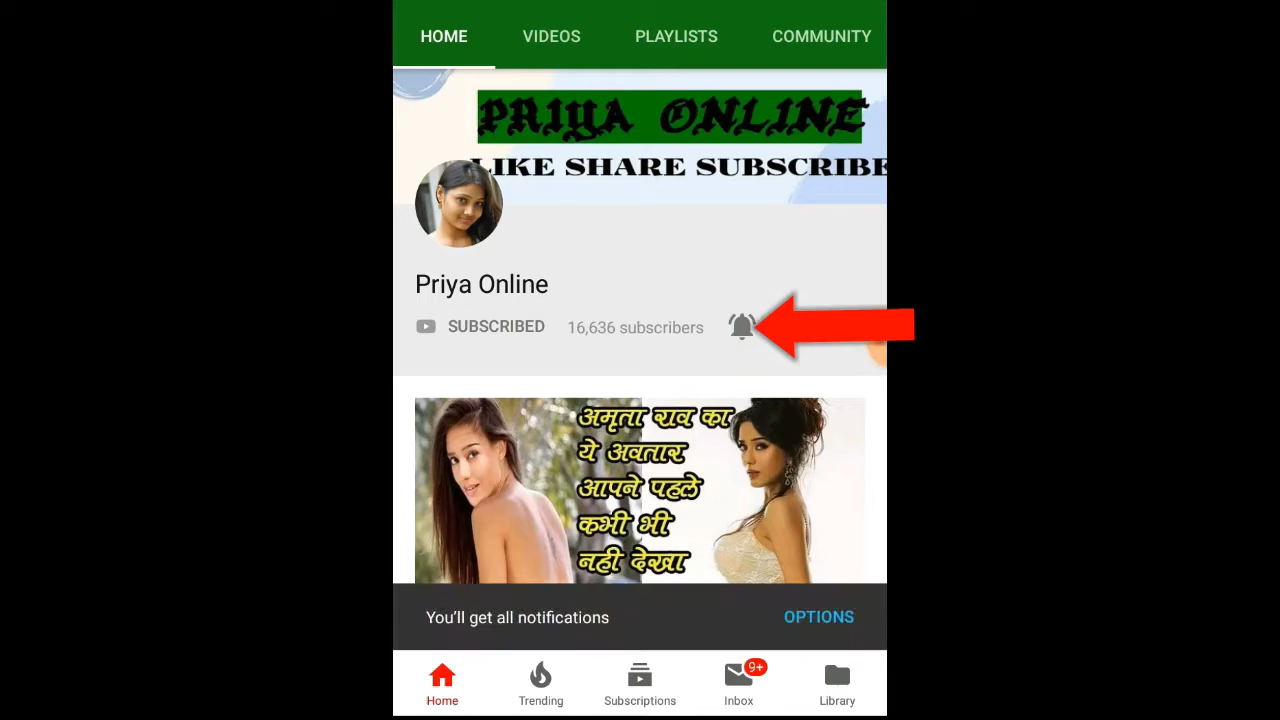 HOME VIDEOS PLAYLISTS COMMUNITY
PRIYA ONLINE
LIKE SHARE SUBSCRIBE
Priya Online
SUBSCRIBED 16,636 subscribers
अमृता राव का
ये अवतार
आपने पहले
कभी भी
नही देखा
You'll get all notifications OPTIONS
9+
Home Trending Subscriptions Inbox Library